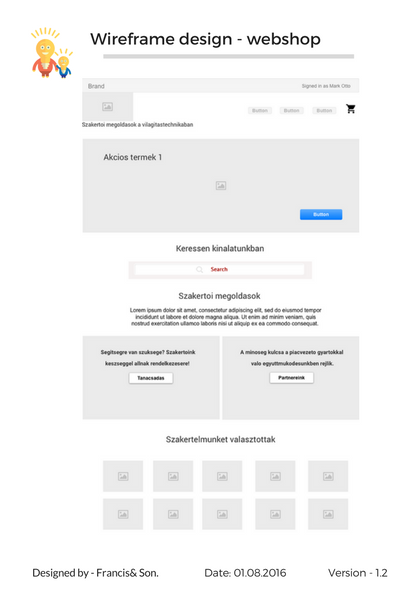 Wireframe design - webshop
Brand
Signed in as Mark Otto
Button Button Button
Szakertoi megoldasok a vilagitastechnikaban
Akcios termek 1
Button
Keressen kinalatunkban
Search
Szakertoi megoldasok
Lorem ipsum dolor sit amet, consectetur adipiscing elit, sed do eiusmod tempor
incididunt ut labore et dolore magna aliqua. Ut enim ad minim veniam, quis
nostrud exercitation ullamco laboris nisi ut aliquip ex ea commodo consequat.
Segitsegre van szuksege? Szakertoink
keszseggel allnak rendelkezesere!
Tanacsadas
A minoseg kulcsa a piacvezeto gyartokkal
valo egyuttmukodesunkben rejlik.
Partnereink
Szakertelmunket valasztottak
Designed by - Francis& Son.
Date: 01.08.2016
Version - 1.2